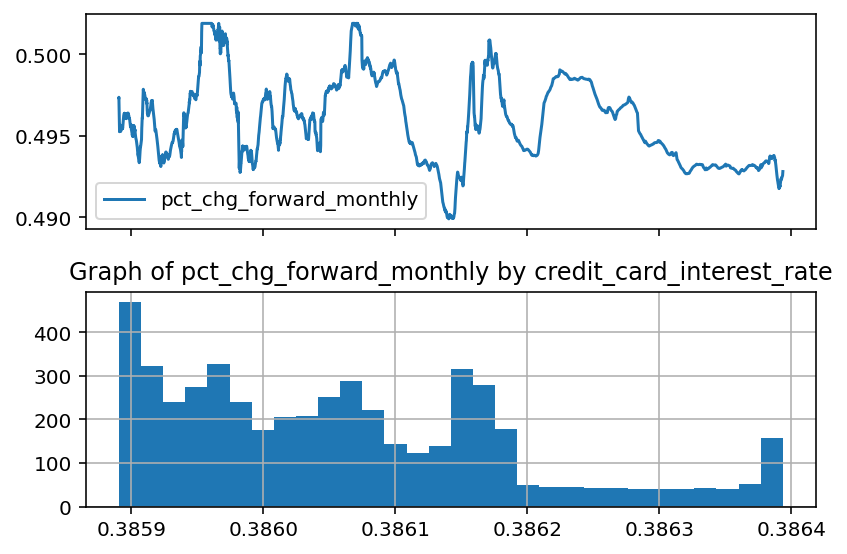 0.500
0.495
0.490
pct_chg_forward_monthly
Graph of pct_chg_forward_monthly by credit_card_interest_rate
400
300
200
100
0
0.3859 0.3860 0.3861 0.3862 0.3863 0.3864